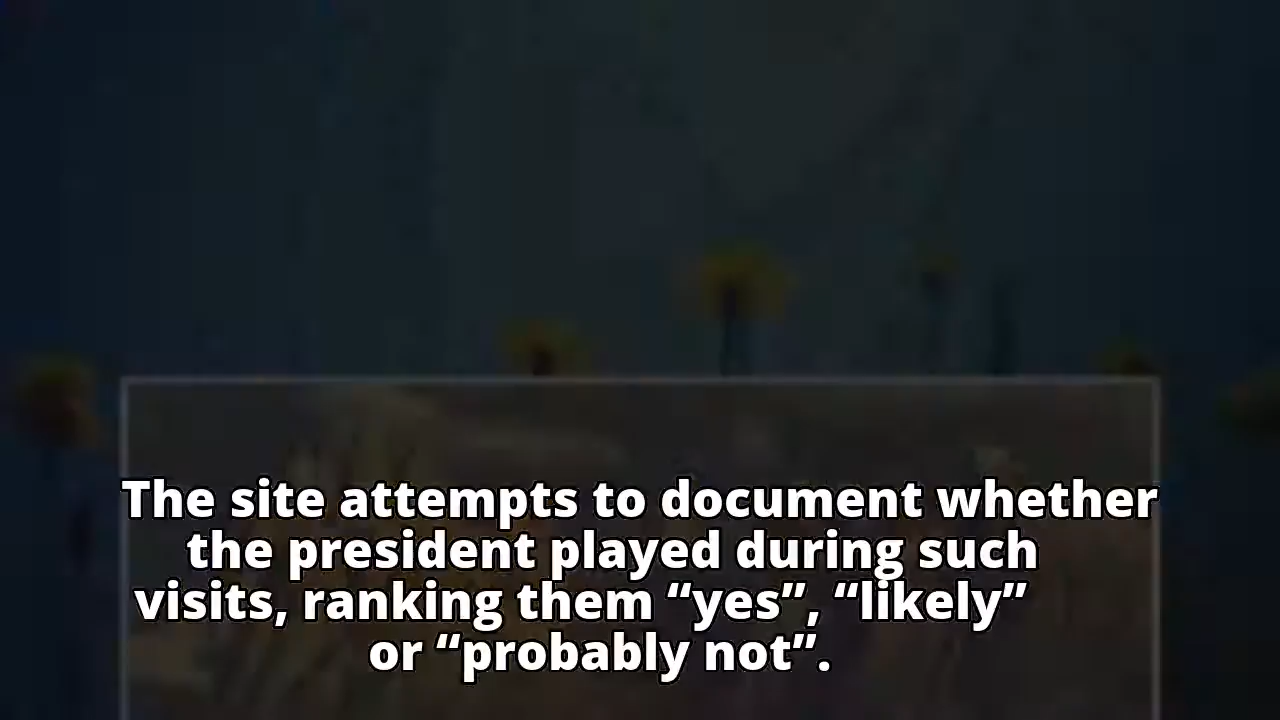 The site attempts to document whether
the president played during such
visits, ranking them “yes”, “likely”
or “probably not”.